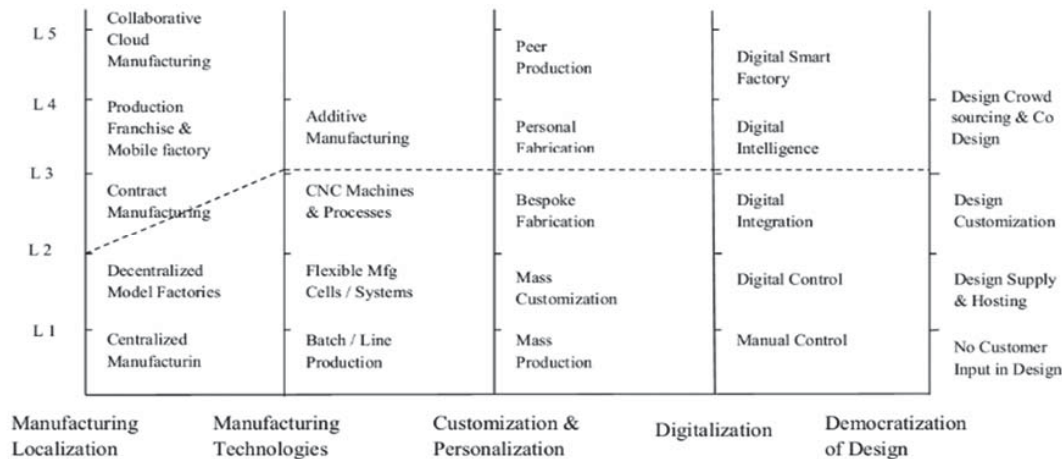 L 5
L 4
L 3
L 2
L 1
Collaborative
Cloud
Manufacturing
Production
Franchise &
Mobile factory
Contract
Manufacturing
Decentralized
Model Factories
Centralized
Manufacturin
Additive
Manufacturing
CNC Machines
& Processes
Flexible Mfg
Cells / Systems
Batch / Line
Production
Peer
Production
Personal
Fabrication
Bespoke
Fabrication
Mass
Customization
Mass
Production
Digital Smart
Factory
Digital
Intelligence
Digital
Integration
Digital Control
Manual Control
Design Crowd
sourcing & Co
Design
Design
Customization
Design Supply
& Hosting
No Customer
Input in Design
Manufacturing
Localization
Manufacturing
Technologies
Customization &
Personalization
Digitalization
Democratization
of Design